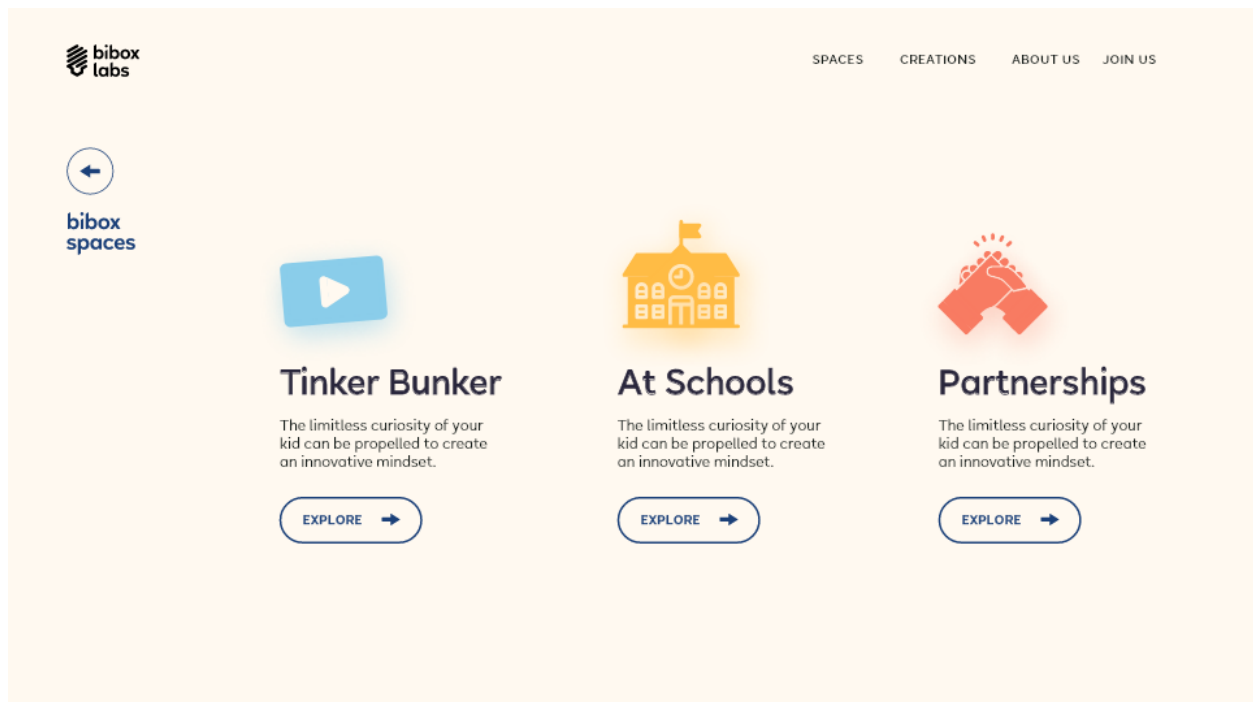 bibox
labs
SPACES CREATIONS ABOUT US JOIN US
bibox
spaces
Tinker Bunker
The limitless curiosity of your
kid can be propelled to create
an innovative mindset.
EXPLORE
At Schools
The limitless curiosity of your
kid can be propelled to create
an innovative mindset.
EXPLORE
Partnerships
The limitless curiosity of your
kid can be propelled to create
an innovative mindset.
EXPLORE